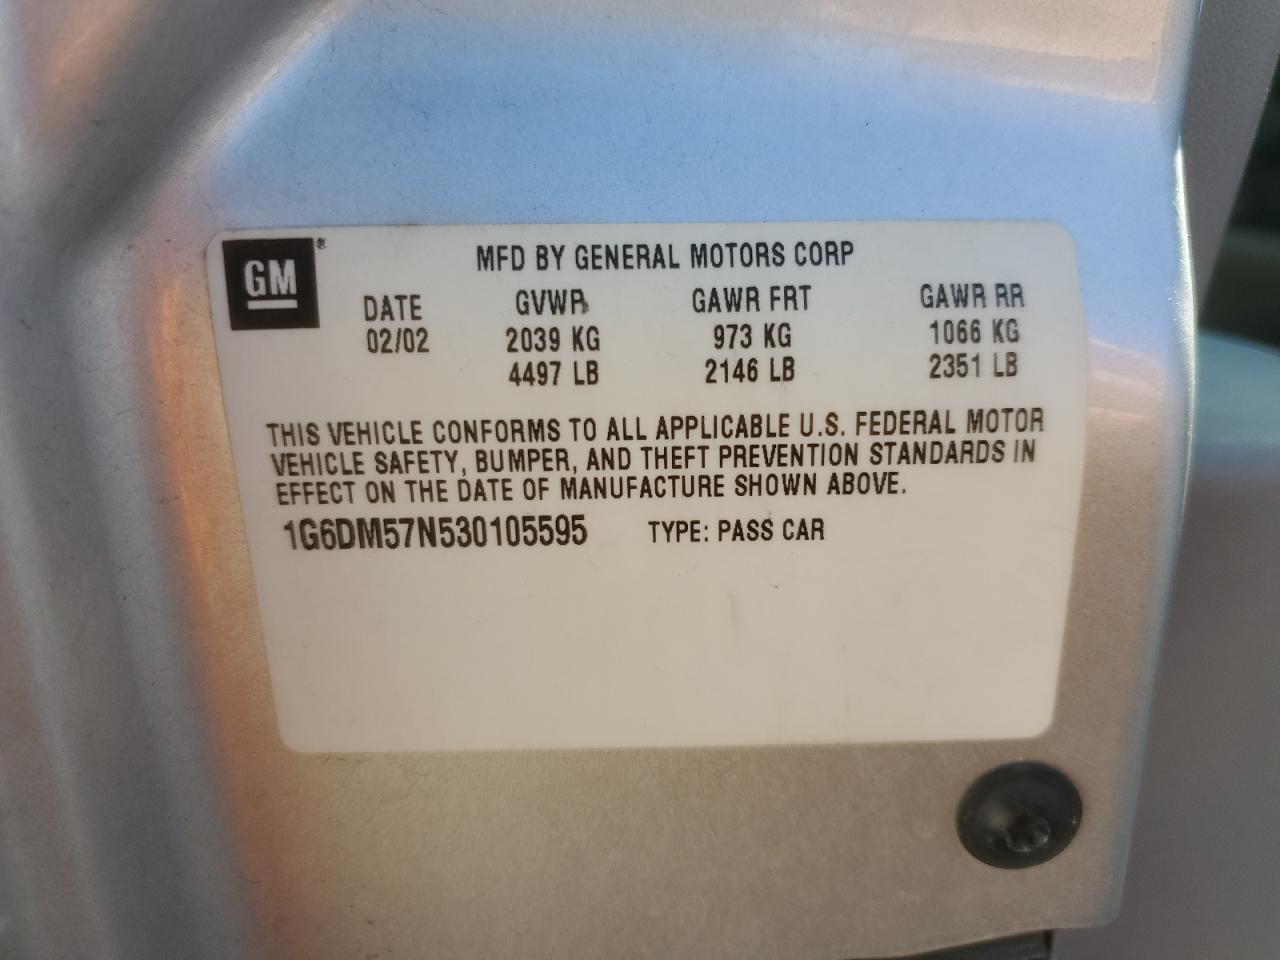 GM®
MFD BY GENERAL MOTORS CORP
DATE GVWR GAWR FRT GAWR RR
02/02 2039 KG 973 KG 1066 KG
4497 LB 2146 LB 2351 LB
THIS VEHICLE CONFORMS TO ALL APPLICABLE U.S. FEDERAL MOTOR
VEHICLE SAFETY, BUMPER, AND THEFT PREVENTION STANDARDS IN
EFFECT ON THE DATE OF MANUFACTURE SHOWN ABOVE.
1G6DM57N530105595 TYPE: PASS CAR